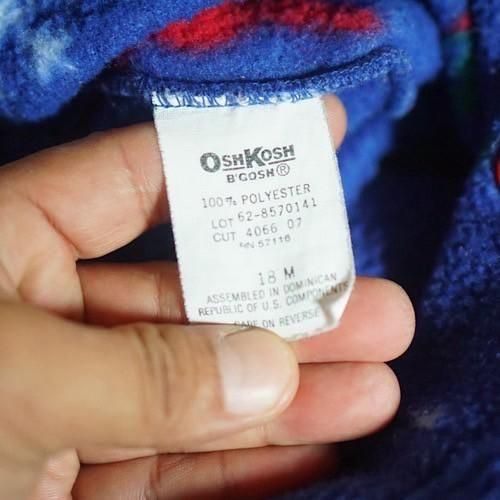 OSHKOSH
B'GOSH®
100% POLYESTER
LOT 62-8570141
CUT 4066 07
RN 57116
18 M
ASSEMBLED IN DOMINICAN
REPUBLIC OF U.S. COMPONENTS
CARE ON REVERSE